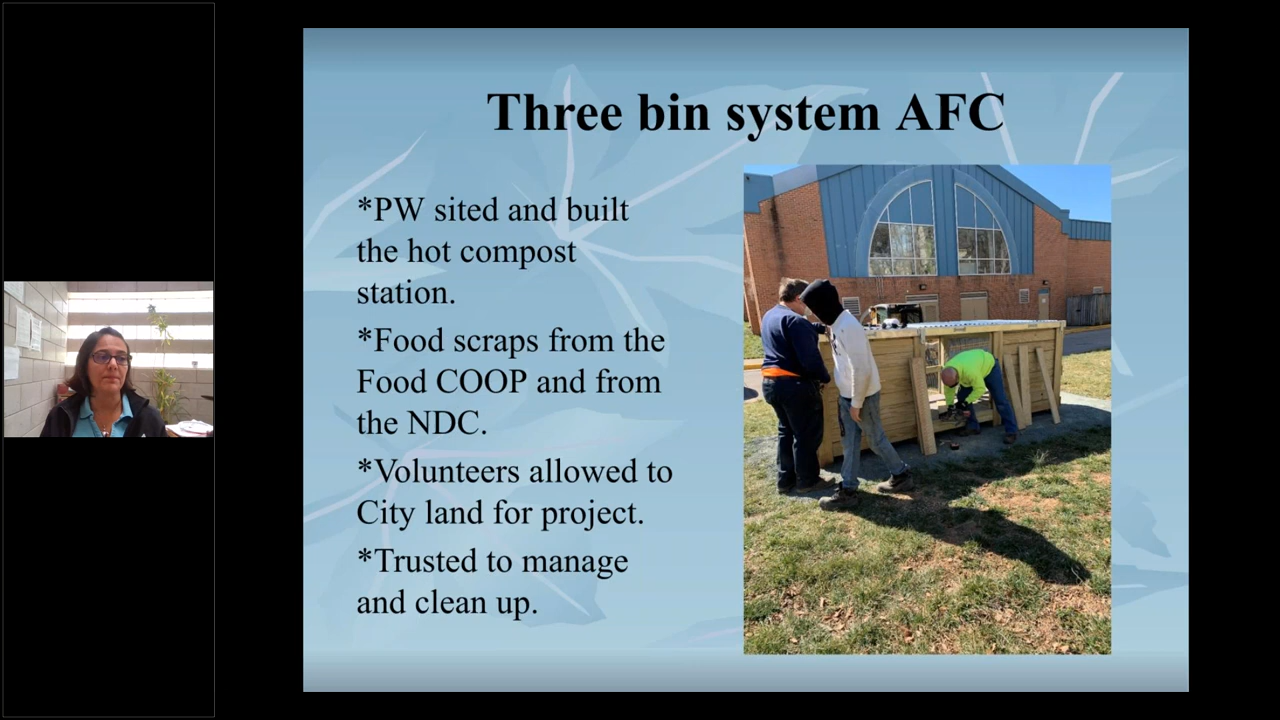 Three bin system AFC
*PW sited and built
the hot compost
station.
*Food scraps from the
Food COOP and from
the NDC.
*Volunteers allowed to
City land for project.
*Trusted to manage
and clean up.